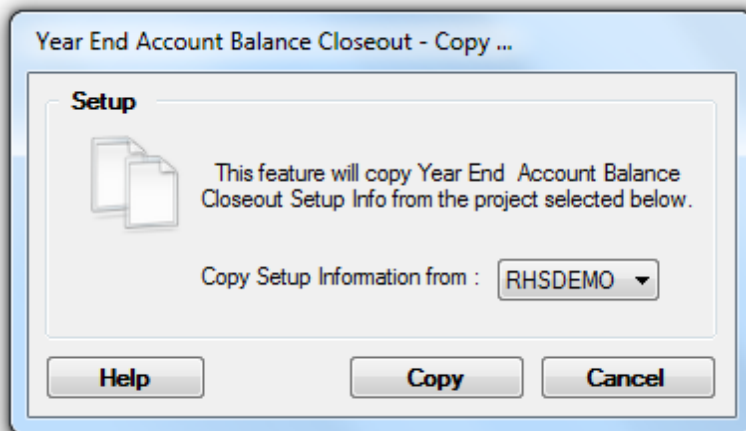 Year End Account Balance Closeout - Copy ...
Setup
This feature will copy Year End Account Balance
Closeout Setup Info from the project selected below.
Copy Setup Information from : RHSDEMO
Help Copy Cancel